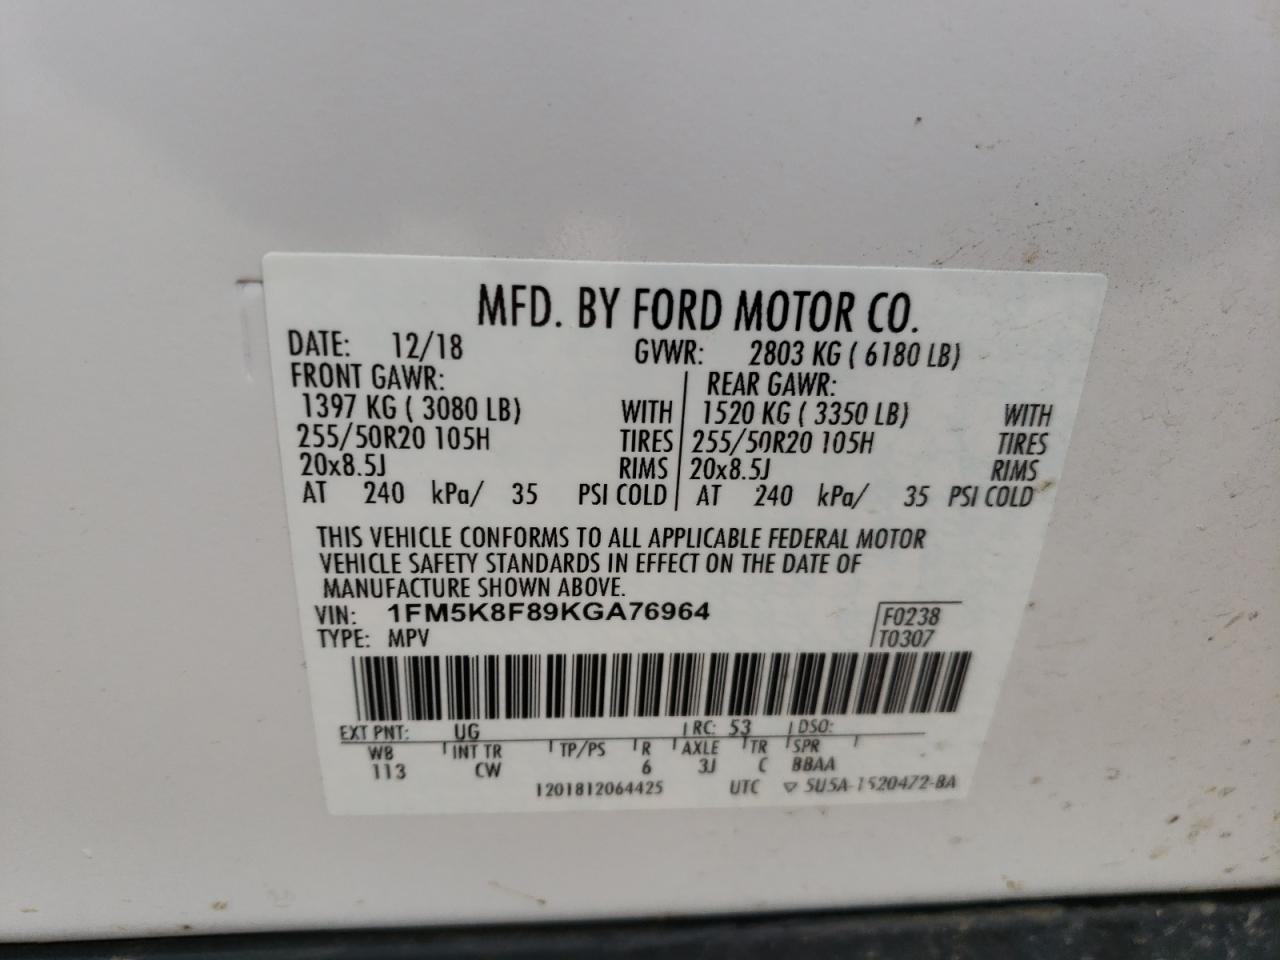 MFD. BY FORD MOTOR CO.
DATE: 12/18 GVWR: 2803 KG ( 6180 LB)
FRONT GAWR: REAR GAWR:
1397 KG ( 3080 LB) WITH 1520 KG ( 3350 LB) WITH
255/50R20 105H TIRES 255/50R20 105H TIRES
20x8.5J RIMS 20x8.5J RIMS
AT 240 kPa/ 35 PSI COLD AT 240 kPa/ 35 PSI COLD
THIS VEHICLE CONFORMS TO ALL APPLICABLE FEDERAL MOTOR
VEHICLE SAFETY STANDARDS IN EFFECT ON THE DATE OF
MANUFACTURE SHOWN ABOVE.
VIN: 1FM5K8F89KGA76964 F0238
TYPE: MPV T0307
EXT PNT: UG RC: 53 DSO:
WB INT TR TP/PS R AXLE TR SPR
113 CW 6 3J C BBAA
1201812064425 UTC ▽ 5U5A-1520472-BA